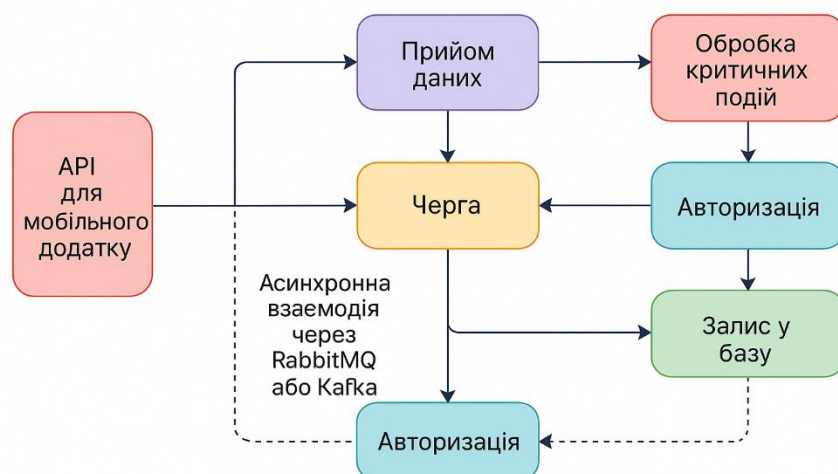 Прийом
даних
Обробка
критичних
подій
API
для
мобільного
додатку
Черга
Авторизація
Асинхронна
взаемодія
через
RabbitMQ
або Kafka
Залис у
базу
Авторизація